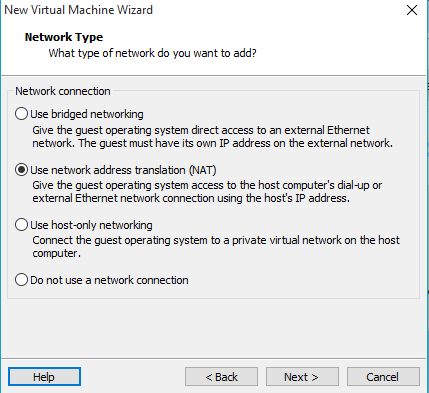 New Virtual Machine Wizard
Network Type
What type of network do you want to add?
Network connection
Use bridged networking
Give the guest operating system direct access to an external Ethernet
network. The guest must have its own IP address on the external network.
Use network address translation (NAT)
Give the guest operating system access to the host computer's dial-up or
external Ethernet network connection using the host's IP address.
Use host-only networking
Connect the guest operating system to a private virtual network on the host
computer.
Do not use a network connection
Help
< Back
Next >
Cancel